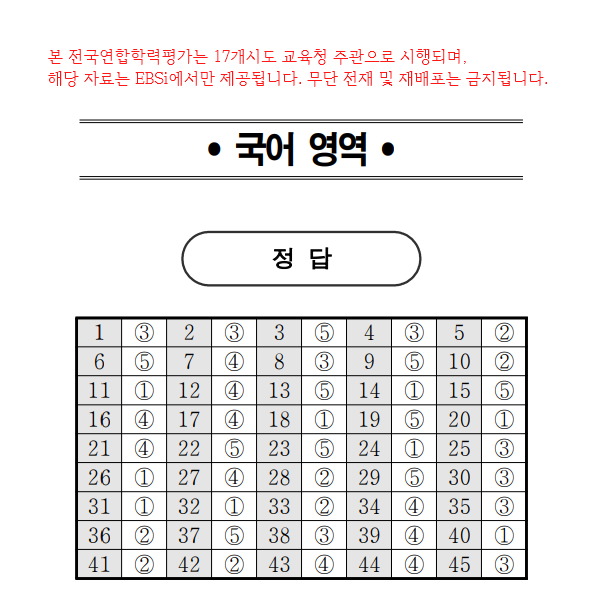 본 전국연합학력평가는 17개시도 교육청 주관으로 시행되며,
해당 자료는 EBSi에서만 제공됩니다. 무단 전재 및 재배포는 금지됩니다.
• 국어 영역 •
정 답
1 ③ 2 ③ 3 ⑤ 4 ③ 5 ②
6 ⑤ 7 ④ 8 ③ 9 ⑤ 10 ②
11 ① 12 ④ 13 ⑤ 14 ① 15 ⑤
16 ④ 17 ④ 18 ① 19 ⑤ 20 ①
21 ④ 22 ⑤ 23 ⑤ 24 ① 25 ③
26 ① 27 ④ 28 ② 29 ⑤ 30 ③
31 ① 32 ① 33 ② 34 ④ 35 ③
36 ② 37 ⑤ 38 ③ 39 ④ 40 ①
41 ② 42 ② 43 ④ 44 ④ 45 ③